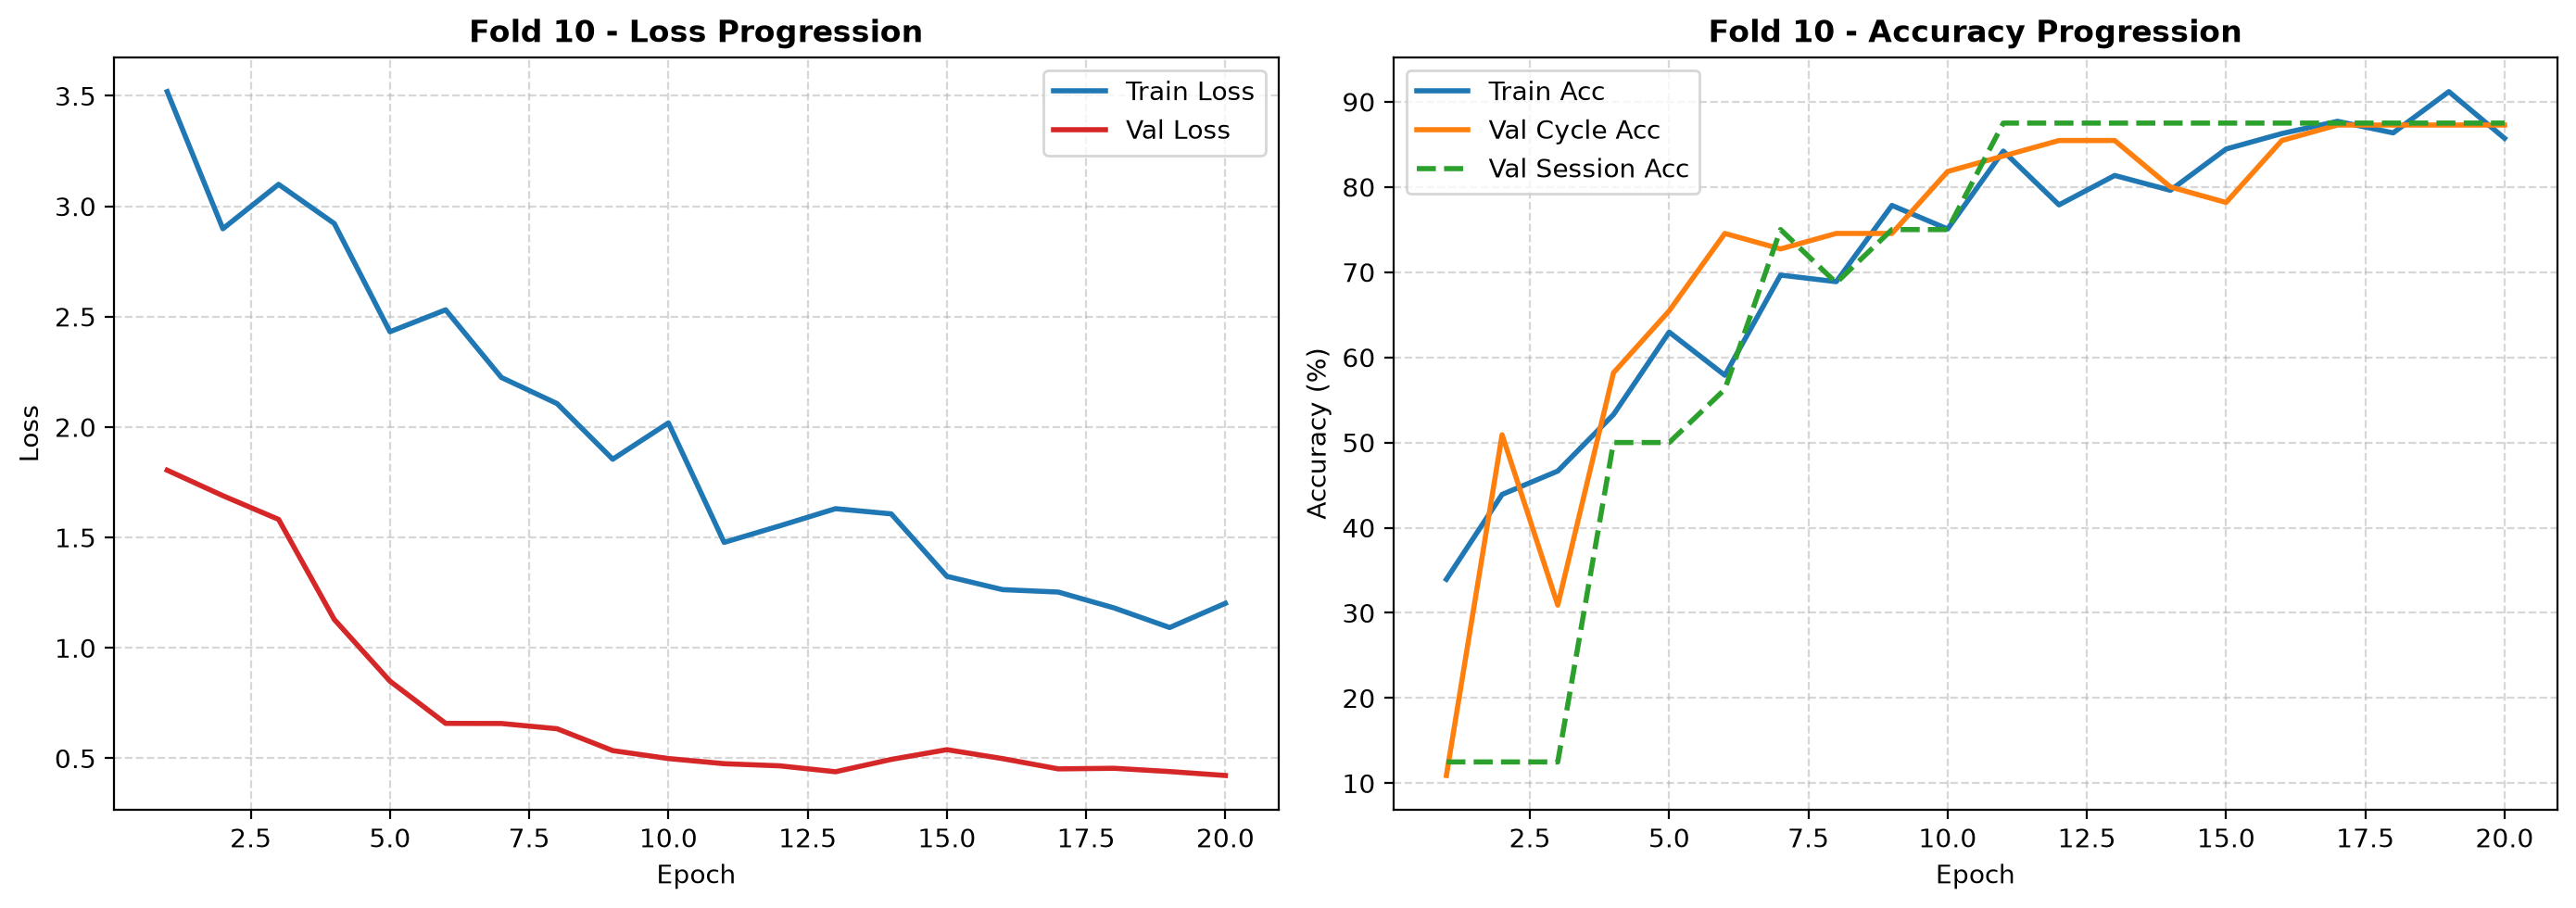 Fold 10 - Loss Progression
Train Loss
Val Loss
3.5
3.0
2.5
2.0
1.5
1.0
0.5
Loss
2.5 5.0 7.5 10.0 12.5 15.0 17.5 20.0
Epoch
Fold 10 - Accuracy Progression
Train Acc
Val Cycle Acc
Val Session Acc
90
80
70
60
50
40
30
20
10
Accuracy (%)
2.5 5.0 7.5 10.0 12.5 15.0 17.5 20.0
Epoch